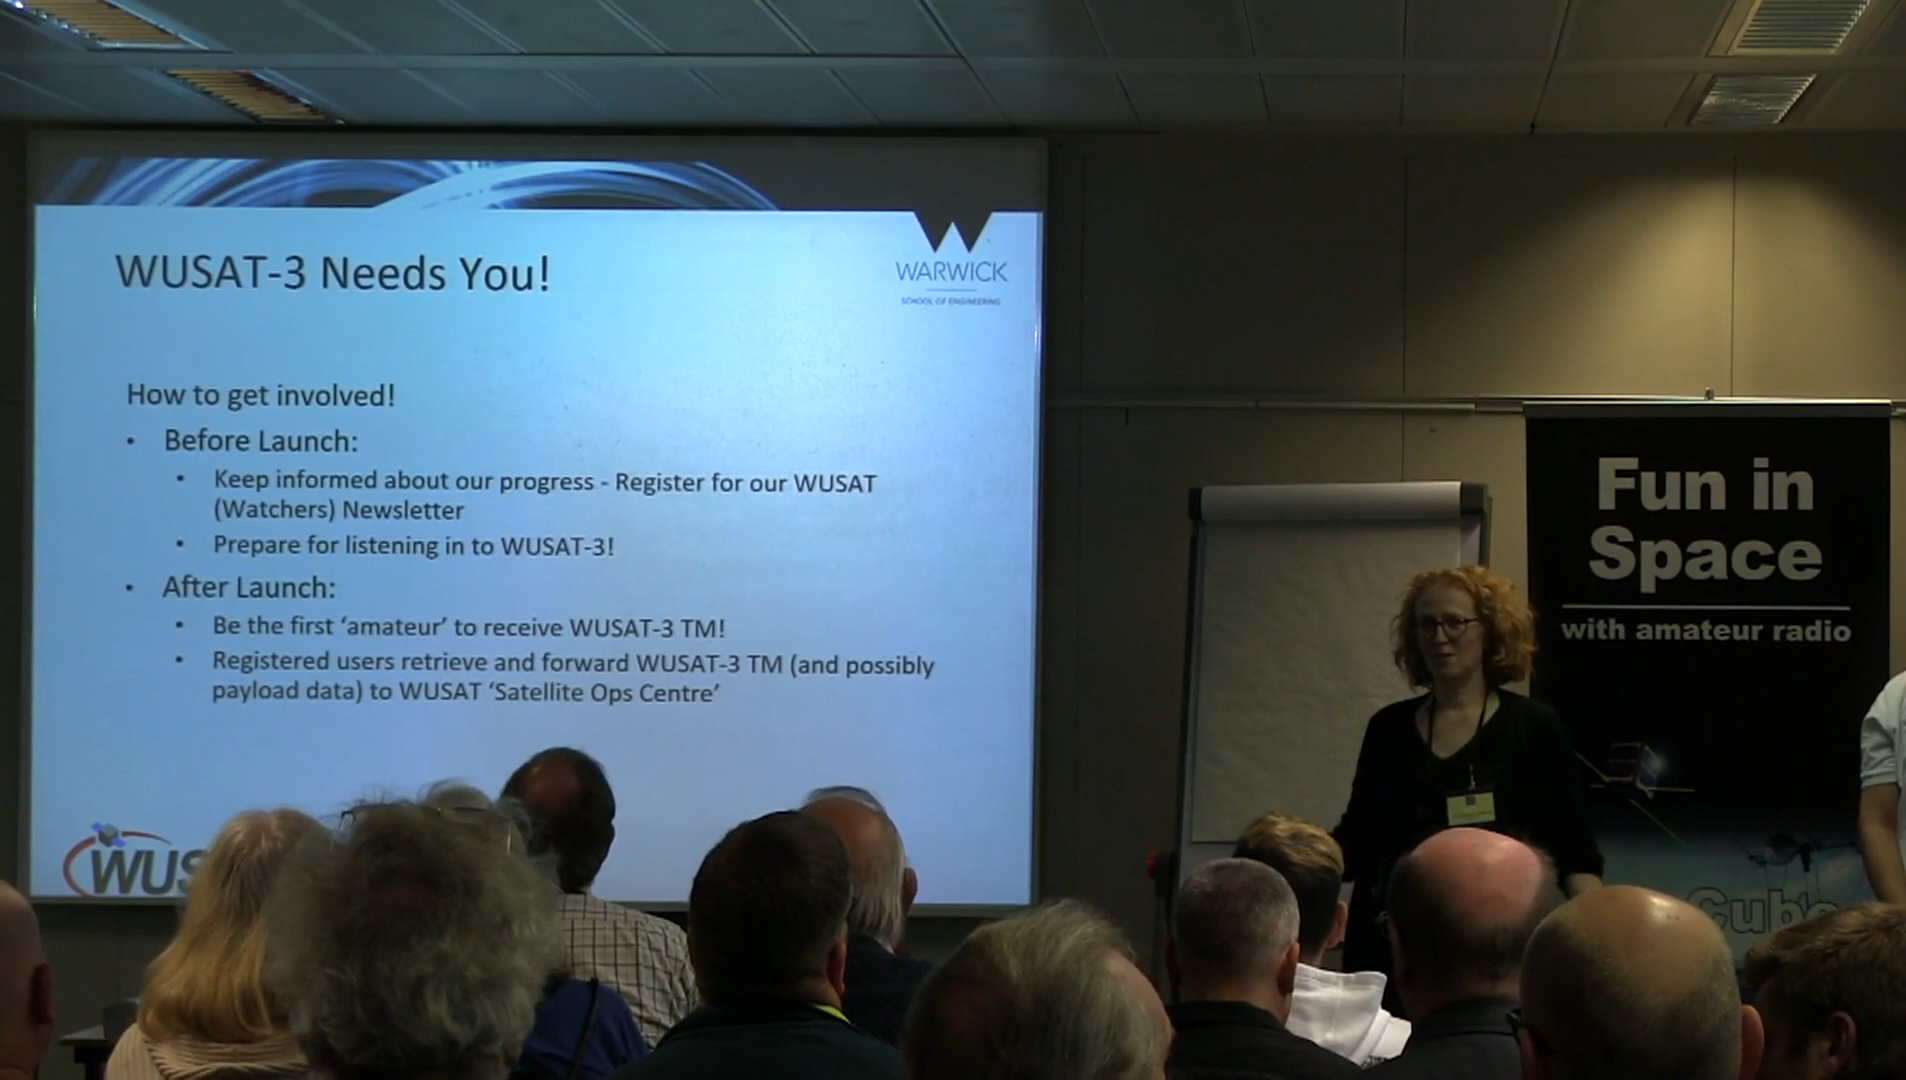 WUSAT-3 Needs You!
WARWICK
SCHOOL OF ENGINEERING
How to get involved!
• Before Launch:
• Keep informed about our progress - Register for our WUSAT
(Watchers) Newsletter
• Prepare for listening in to WUSAT-3!
• After Launch:
• Be the first ‘amateur’ to receive WUSAT-3 TM!
• Registered users retrieve and forward WUSAT-3 TM (and possibly
payload data) to WUSAT ‘Satellite Ops Centre’
WUS
Fun in
Space
with amateur radio
Cube